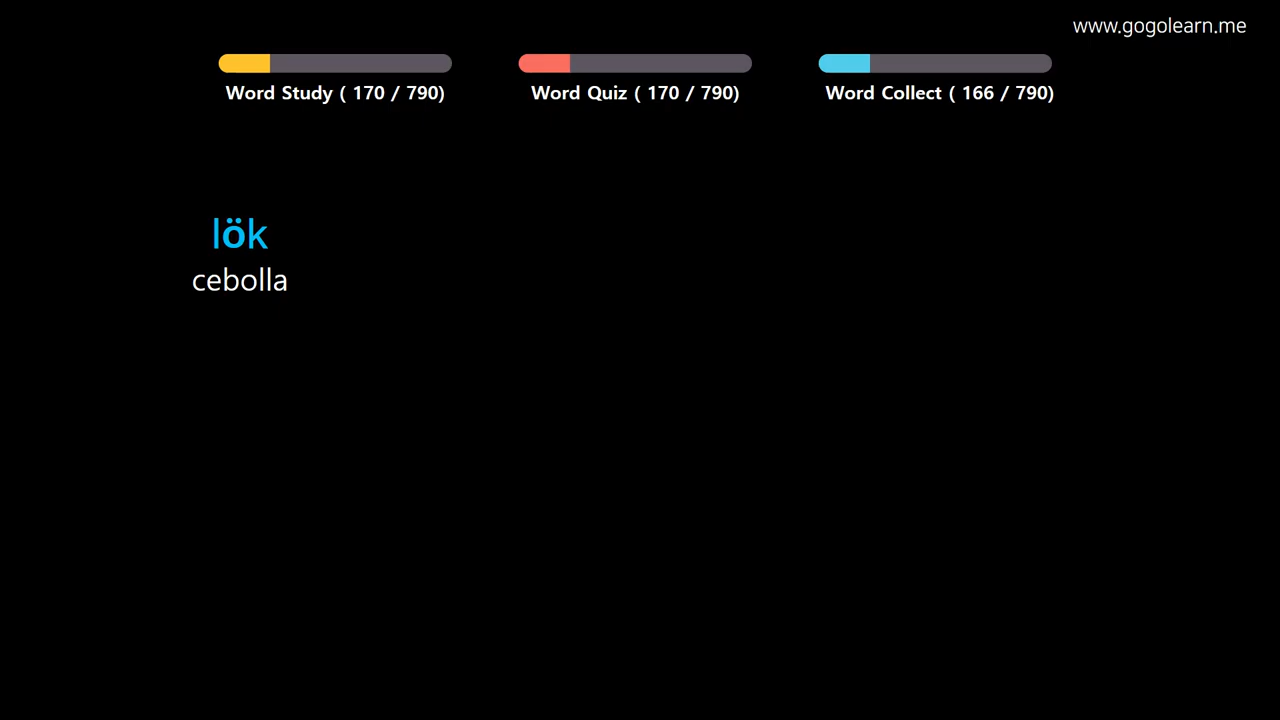 www.gogolearn.me
Word Study ( 170 / 790)
Word Quiz ( 170 / 790)
Word Collect ( 166 / 790)
lök
cebolla